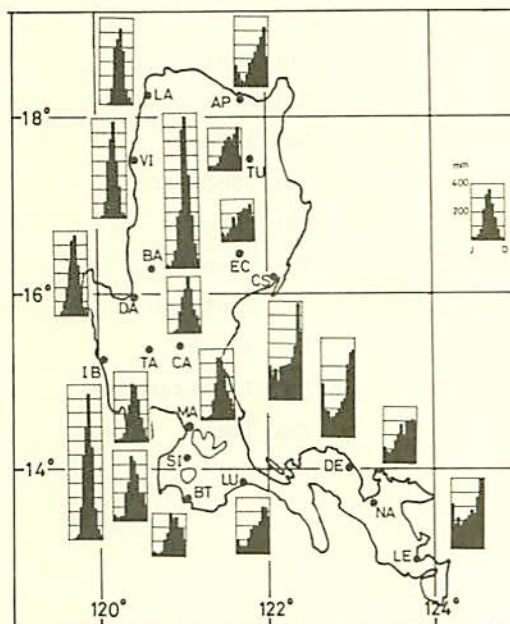 LA
AP
18°
VI
TU
mm
400
200
J D
BA
EC
CS
16°
DA
IB
TA
CA
MA
14°
SI
DE
BT
LU
NA
LE
120° 122° 124°